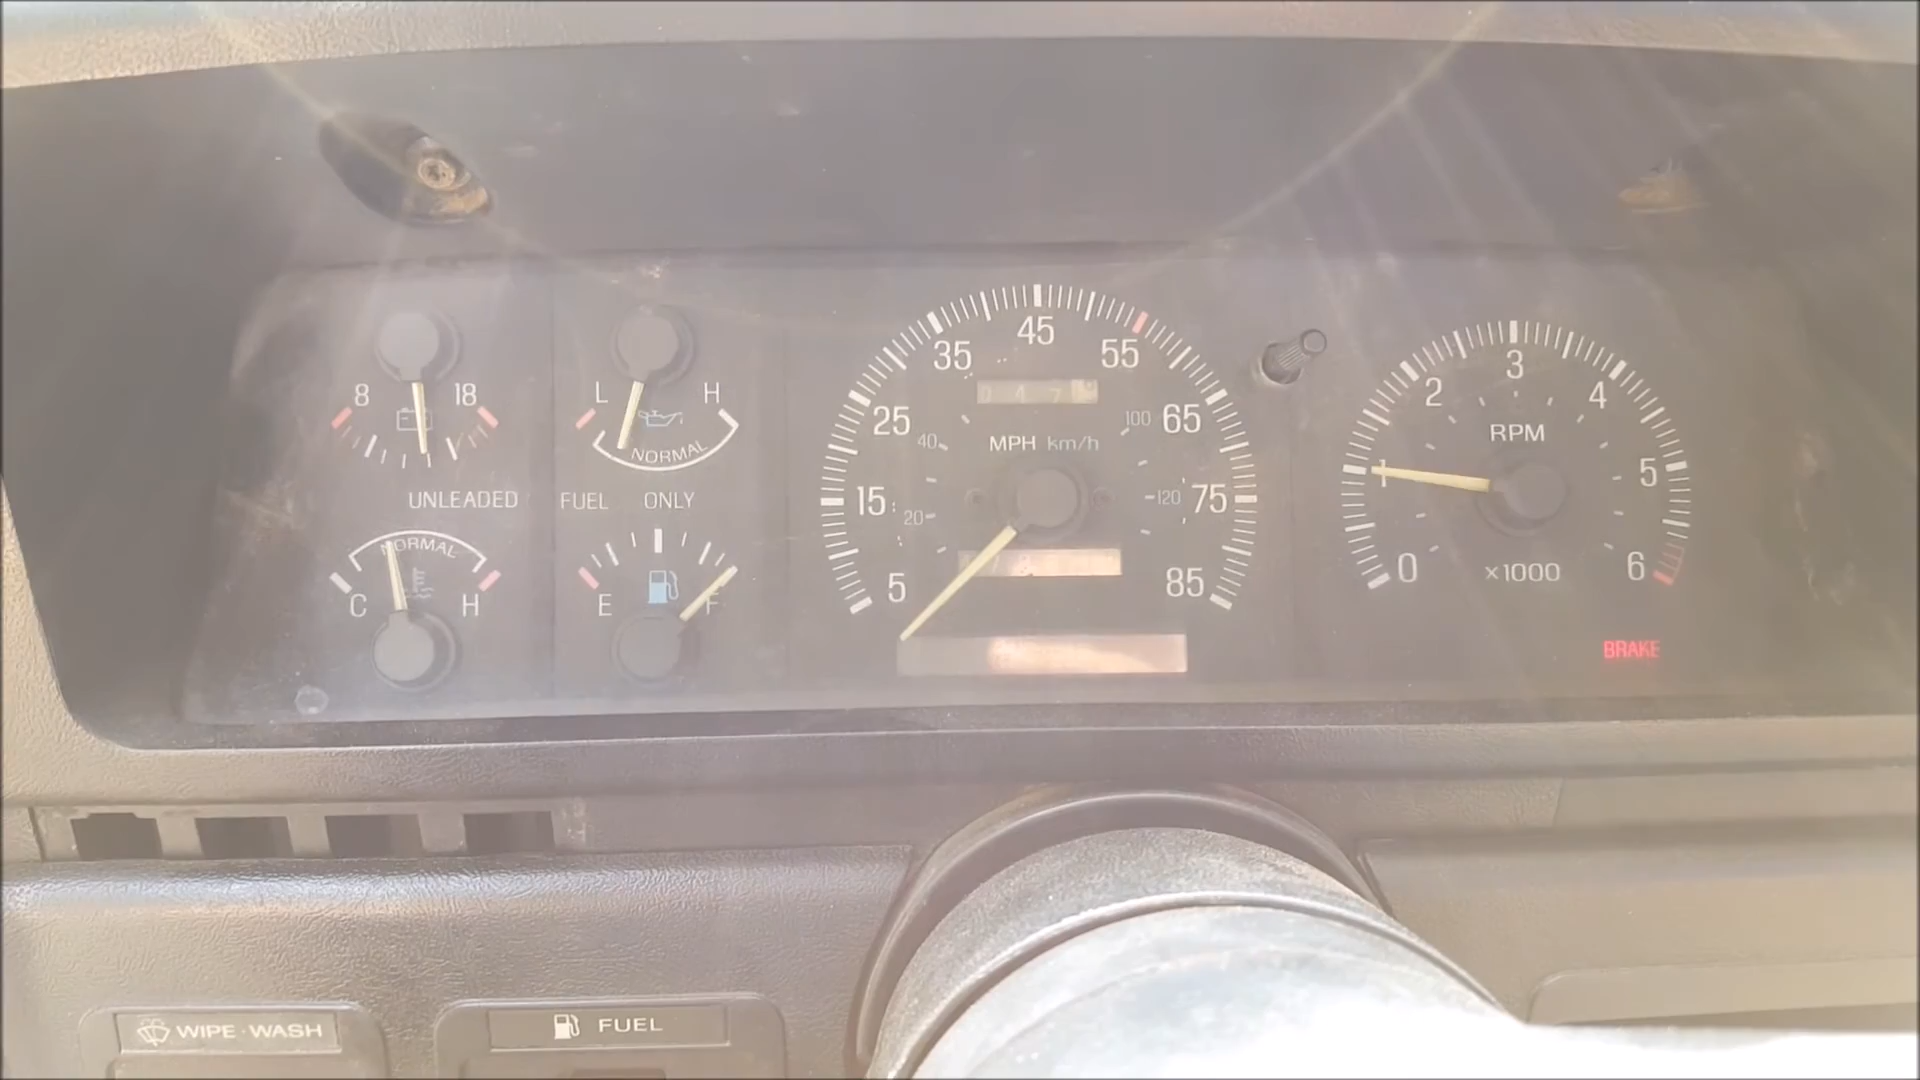 8 18
L H
NORMAL
UNLEADED FUEL ONLY
NORMAL
C H
E F
5 15 25 35 45 55 65 75 85
MPH km/h
20 40 100 120
0 1 2 3 4 5 6
RPM
×1000
BRAKE
WIPE·WASH
FUEL